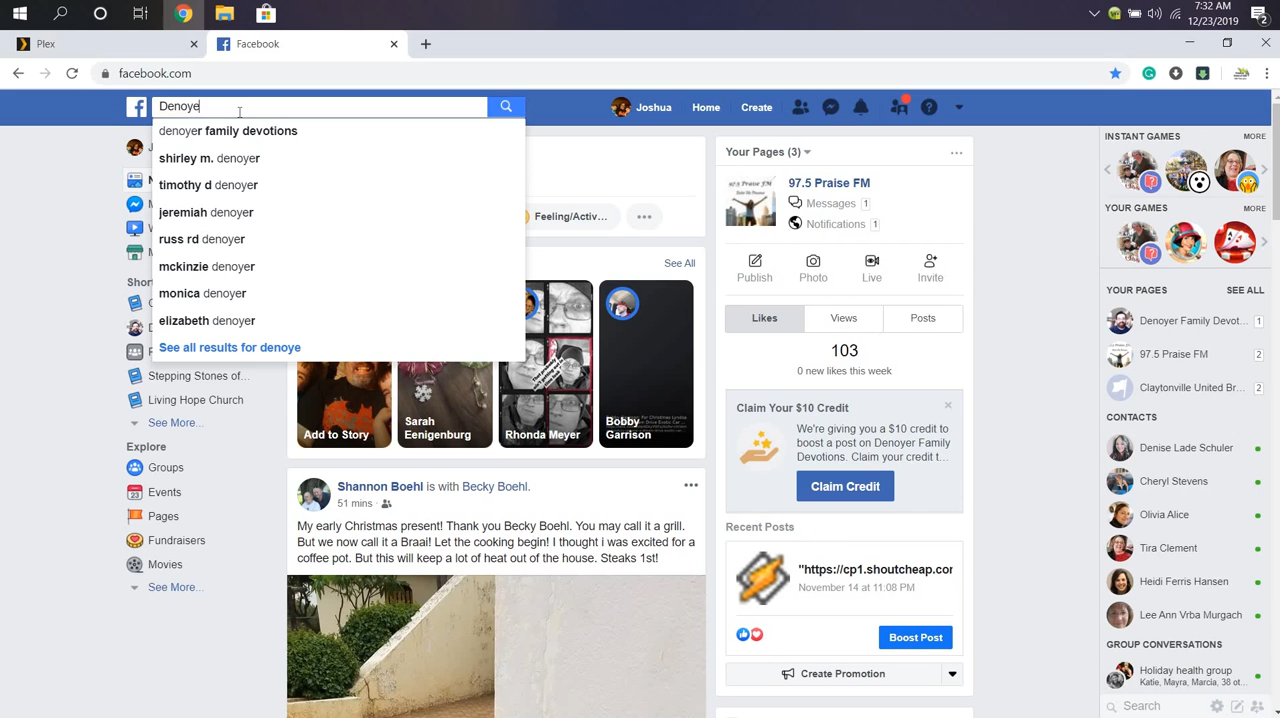 7:32 AM
12/23/2019
2
Plex
Facebook
facebook.com
Denoye
Joshua
Home
Create
denoyer family devotions
shirley m. denoyer
timothy d denoyer
jeremiah denoyer
russ rd denoyer
mckinzie denoyer
monica denoyer
elizabeth denoyer
See all results for denoye
Stepping Stones of...
Living Hope Church
See More...
Explore
Groups
Events
Pages
Fundraisers
Movies
See More...
Feeling/Activ...
See All
Add to Story
Sarah
Eenigenburg
Rhonda Meyer
Bobby
Garrison
Shannon Boehl is with Becky Boehl.
51 mins ·
My early Christmas present! Thank you Becky Boehl. You may call it a grill.
But we now call it a Braai! Let the cooking begin! I thought i was excited for a
coffee pot. But this will keep a lot of heat out of the house. Steaks 1st!
Your Pages (3)
97.5 Praise FM
Messages 1
Notifications 1
Publish
Photo
Live
Invite
Likes
Views
Posts
103
0 new likes this week
Claim Your $10 Credit
We're giving you a $10 credit to
boost a post on Denoyer Family
Devotions. Claim your credit t...
Claim Credit
Recent Posts
"https://cp1.shoutcheap.cor
November 14 at 11:08 PM
Boost Post
Create Promotion
INSTANT GAMES
MORE
YOUR GAMES
MORE
YOUR PAGES
SEE ALL
Denoyer Family Devot... 1
97.5 Praise FM 2
Claytonville United Br... 2
CONTACTS
Denise Lade Schuler
Cheryl Stevens
Olivia Alice
Tira Clement
Heidi Ferris Hansen
Lee Ann Vrba Murgach
GROUP CONVERSATIONS
Holiday health group
Katie, Mayra, Marcia, 38 ot...
Search